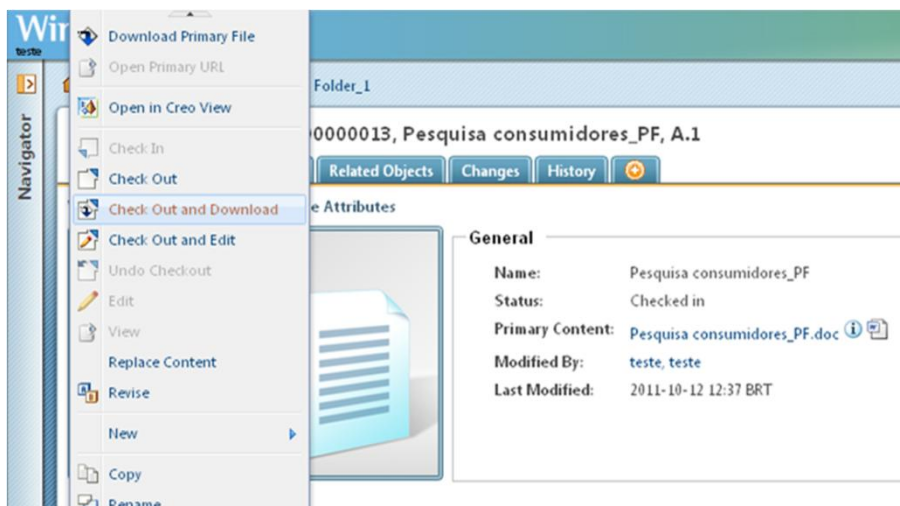 Win
teste
Navigator
Download Primary File
Open Primary URL
Open in Creo View
Check In
Check Out
Check Out and Download
Check Out and Edit
Undo Checkout
Edit
View
Replace Content
Revise
New
Copy
Rename
Folder_1
0000013, Pesquisa consumidores_PF, A.1
Related Objects Changes History
e Attributes
General
Name: Pesquisa consumidores_PF
Status: Checked in
Primary Content: Pesquisa consumidores_PF.doc
Modified By: teste, teste
Last Modified: 2011-10-12 12:37 BRT